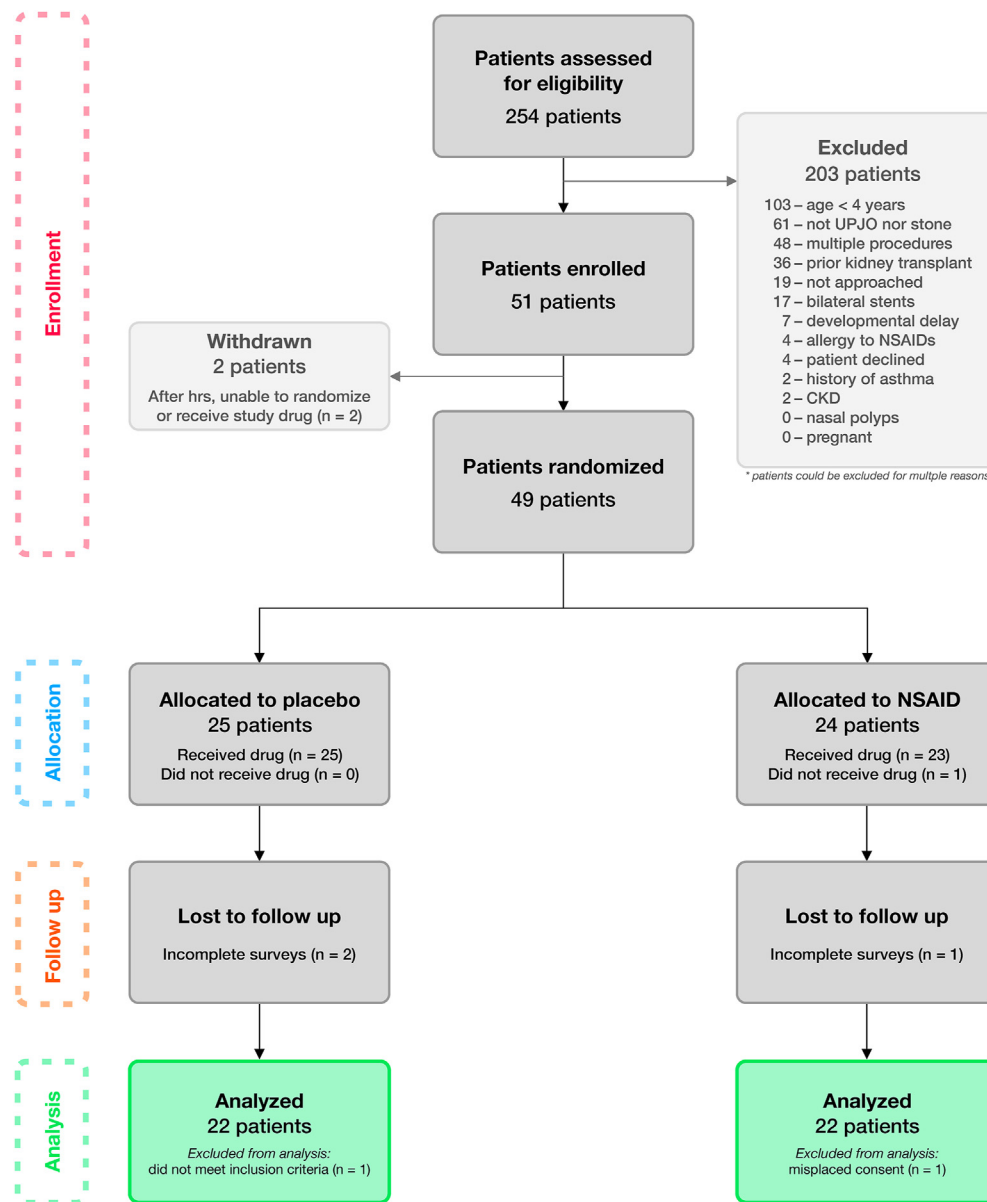 Enrollment
Patients assessed
for eligibility
254 patients
Excluded
203 patients
103 – age < 4 years
61 – not UPJO nor stone
48 – multiple procedures
36 – prior kidney transplant
19 – not approached
17 – bilateral stents
7 – developmental delay
4 – allergy to NSAIDs
4 – patient declined
2 – history of asthma
2 – CKD
0 – nasal polyps
0 – pregnant
* patients could be excluded for multple reasons
Patients enrolled
51 patients
Withdrawn
2 patients
After hrs, unable to randomize
or receive study drug (n = 2)
Patients randomized
49 patients
Allocation
Allocated to placebo
25 patients
Received drug (n = 25)
Did not receive drug (n = 0)
Allocated to NSAID
24 patients
Received drug (n = 23)
Did not receive drug (n = 1)
Follow up
Lost to follow up
Incomplete surveys (n = 2)
Lost to follow up
Incomplete surveys (n = 1)
Analysis
Analyzed
22 patients
Excluded from analysis:
did not meet inclusion criteria (n = 1)
Analyzed
22 patients
Excluded from analysis:
misplaced consent (n = 1)